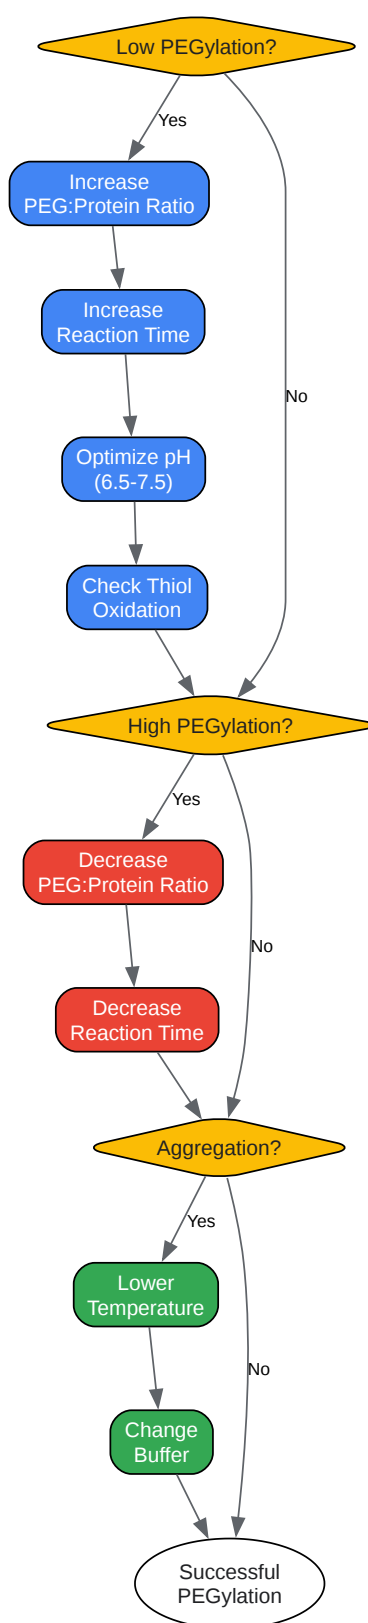 Low PEGylation?
Yes
Increase
PEG:Protein Ratio
Increase
Reaction Time
No
Optimize pH
(6.5-7.5)
Check Thiol
Oxidation
High PEGylation?
Yes
Decrease
PEG:Protein Ratio
No
Decrease
Reaction Time
Aggregation?
Yes
Lower
Temperature
No
Change
Buffer
Successful
PEGylation